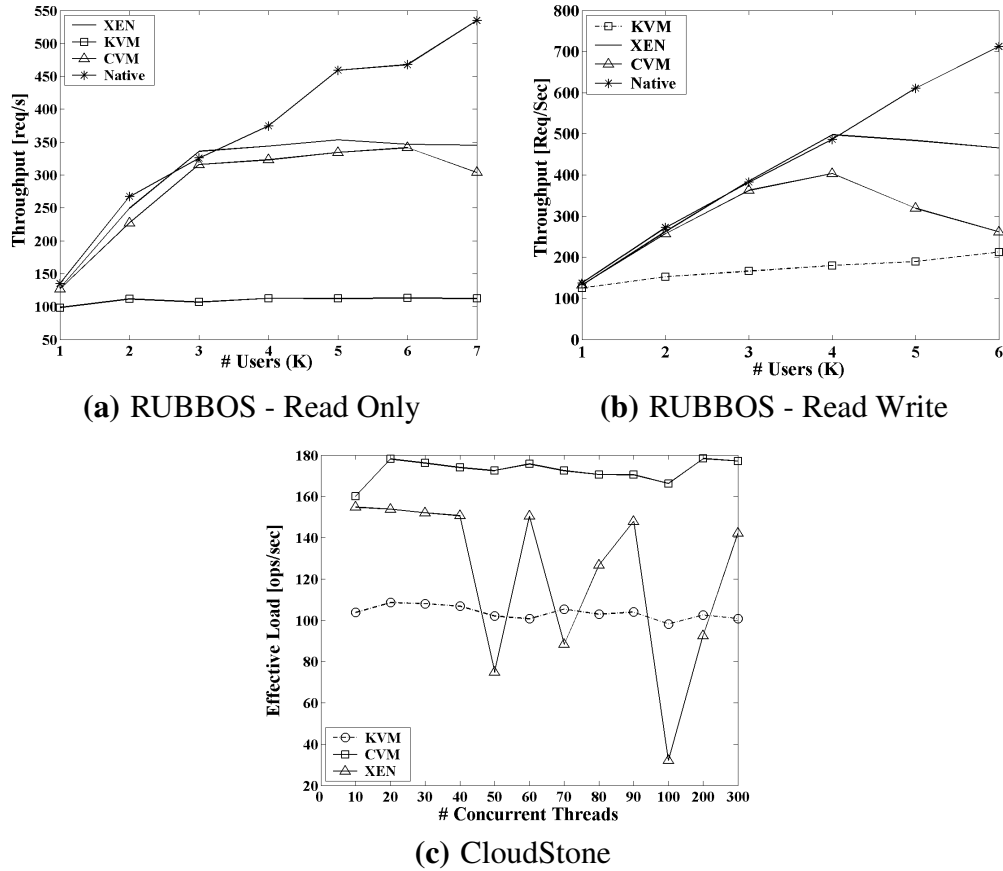 550
500
450
400
350
300
250
200
150
100
50
Throughput [req/s]
XEN
KVM
CVM
Native
1 2 3 4 5 6 7
# Users (K)
(a) RUBBOS - Read Only
800
700
600
500
400
300
200
100
0
Throughput [Req/Sec]
KVM
XEN
CVM
Native
1 2 3 4 5 6
# Users (K)
(b) RUBBOS - Read Write
180
160
140
120
100
80
60
40
20
Effective Load [ops/sec]
KVM
CVM
XEN
0 10 20 30 40 50 60 70 80 90 100 200 300
# Concurrent Threads
(c) CloudStone